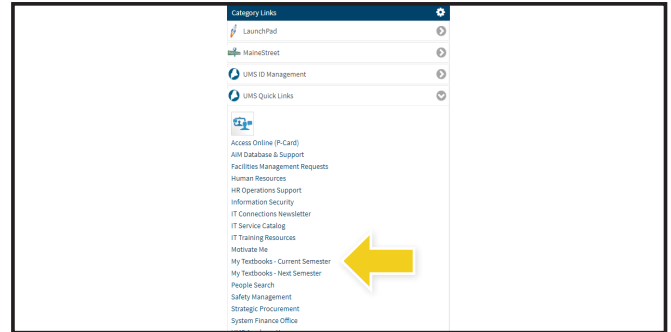 Category Links
LaunchPad
MaineStreet
UMS ID Management
UMS Quick Links
Access Online (P-Card)
AIM Database & Support
Facilities Management Requests
Human Resources
HR Operations Support
Information Security
IT Connections Newsletter
IT Service Catalog
IT Training Resources
Motivate Me
My Textbooks - Current Semester
My Textbooks - Next Semester
People Search
Safety Management
Strategic Procurement
System Finance Office